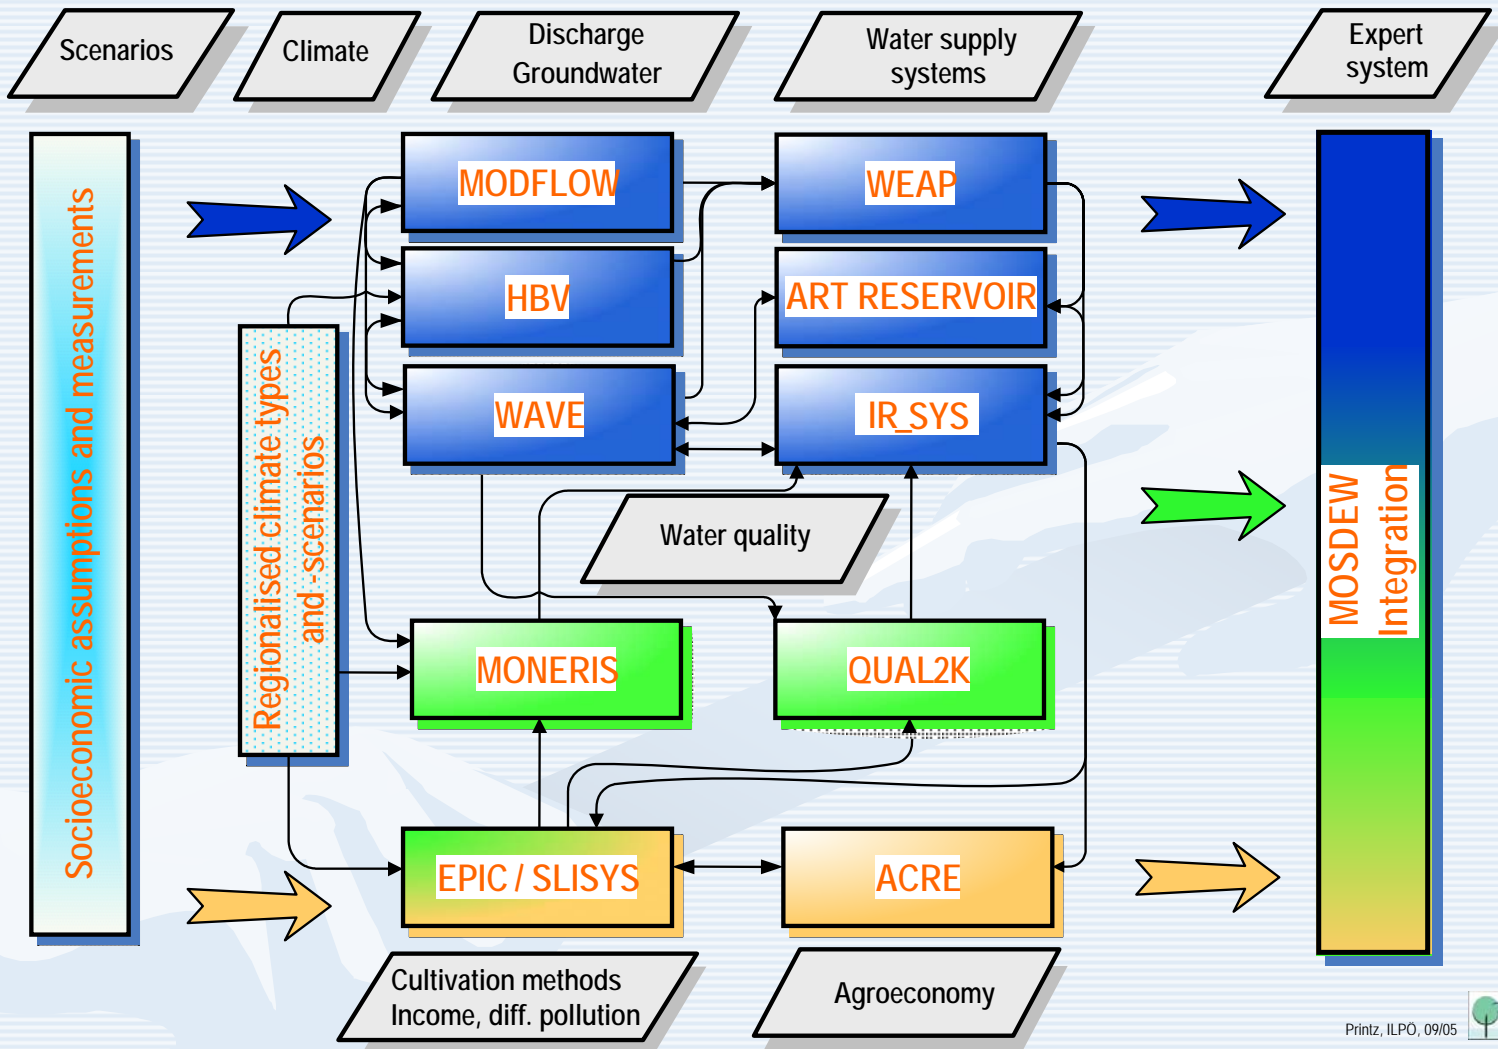 Scenarios
Climate
Discharge
Groundwater
Water supply
systems
Expert
system
Socioeconomic assumptions and measurements
Regionalised climate types
and -scenarios
MODFLOW
WEAP
HBV
ART RESERVOIR
WAVE
IR_SYS
Water quality
MONERIS
QUAL2K
EPIC / SLISYS
ACRE
MOSDEW
Integration
Cultivation methods
Income, diff. pollution
Agroeconomy
Printz, ILPÖ, 09/05